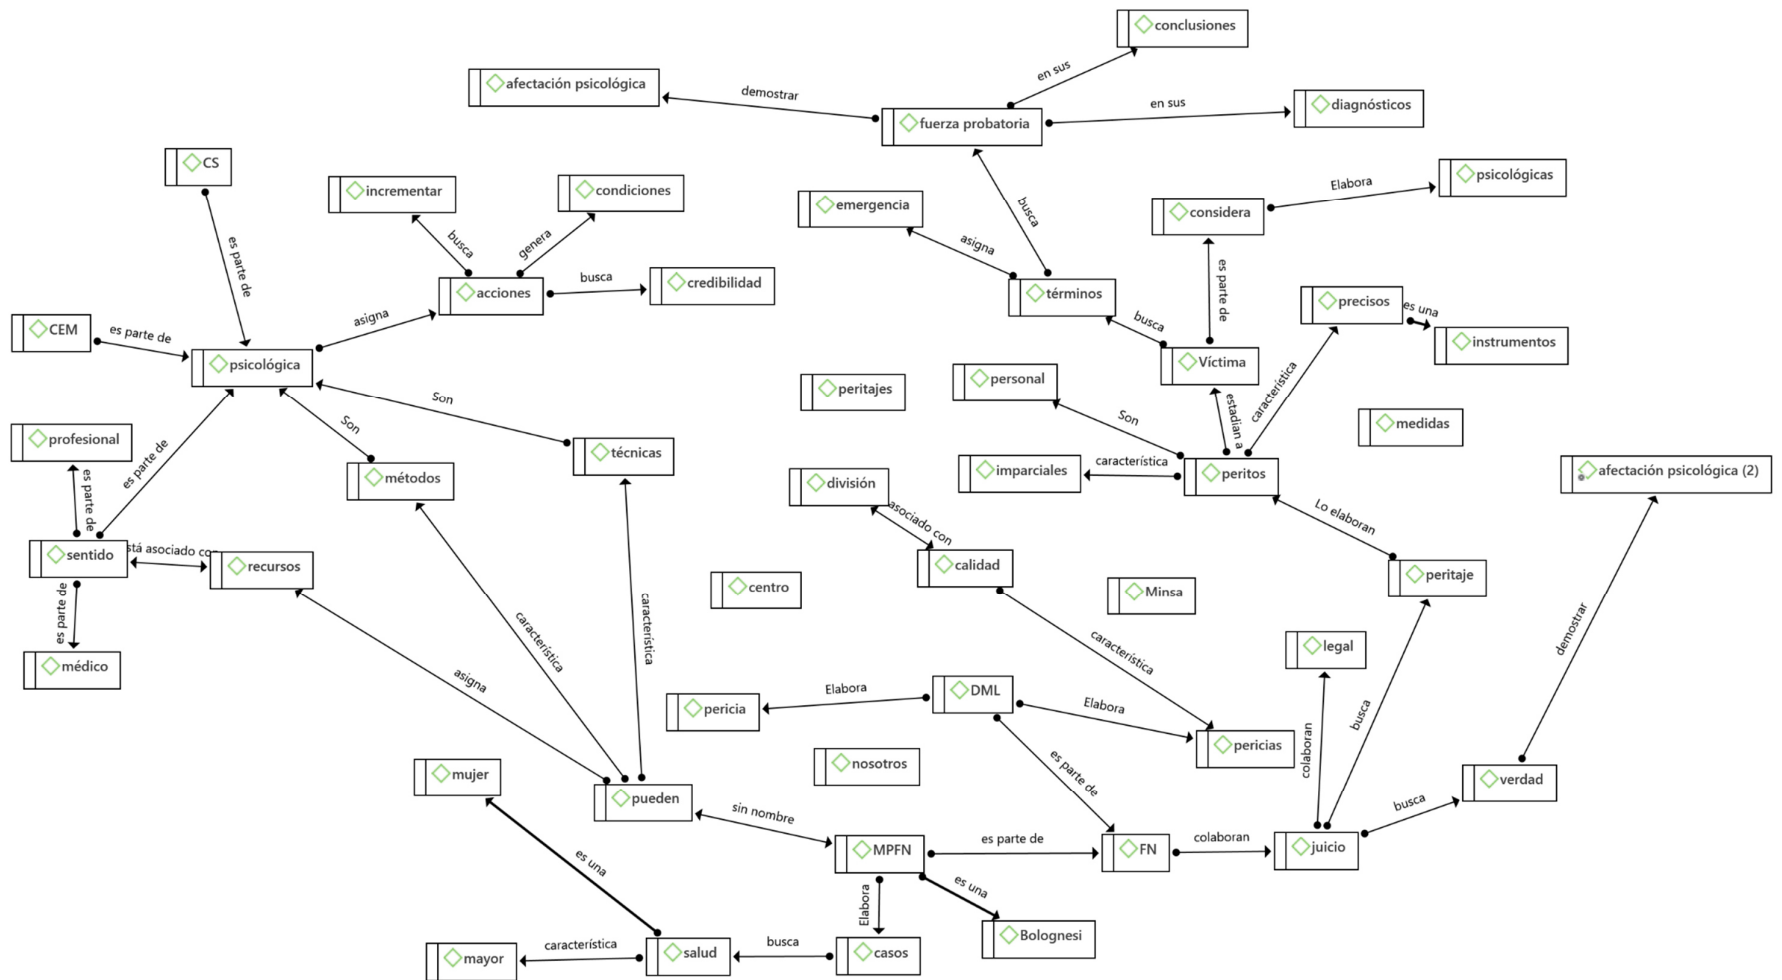 conclusiones
en sus
afectación psicológica
demostrar
fuerza probatoria
en sus
diagnósticos
CS
incrementar
condiciones
emergencia
busca
considera
Elabora
psicológicas
es parte de
busca
genera
asigna
acciones
busca
credibilidad
términos
es parte de
precisos
es una
instrumentos
CEM
es parte de
asigna
busca
psicológica
Víctima
Son
peritajes
personal
Son
estadian a
característica
medidas
profesional
es parte de
es parte de
Son
métodos
técnicas
división
imparciales
característica
peritos
afectación psicológica (2)
asociado con
Lo elaboran
sentido
stá asociado con
recursos
centro
calidad
Minsa
peritaje
es parte de
médico
característica
característica
característica
legal
demostrar
asigna
pericia
Elabora
DML
Elabora
pericias
colaboran
busca
mujer
nosotros
es parte de
pueden
sin nombre
verdad
es una
MPFN
es parte de
FN
colaboran
juicio
busca
Elabora
es una
Bolognesi
mayor
característica
salud
busca
casos